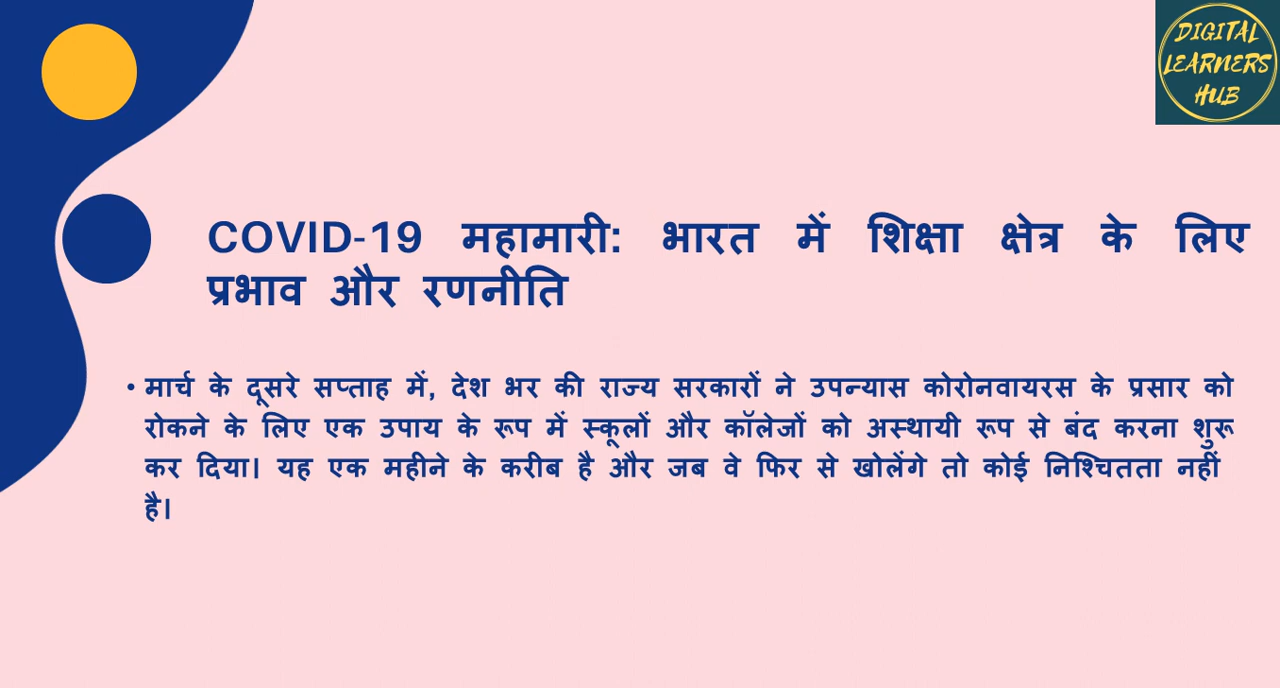 DIGITAL
LEARNERS
HUB
COVID-19 महामारी: भारत में शिक्षा क्षेत्र के लिए
प्रभाव और रणनीति
• मार्च के दूसरे सप्ताह में, देश भर की राज्य सरकारों ने उपन्यास कोरोनवायरस के प्रसार को
रोकने के लिए एक उपाय के रूप में स्कूलों और कॉलेजों को अस्थायी रूप से बंद करना शुरू
कर दिया। यह एक महीने के करीब है और जब वे फिर से खोलेंगे तो कोई निश्चितता नहीं
है।